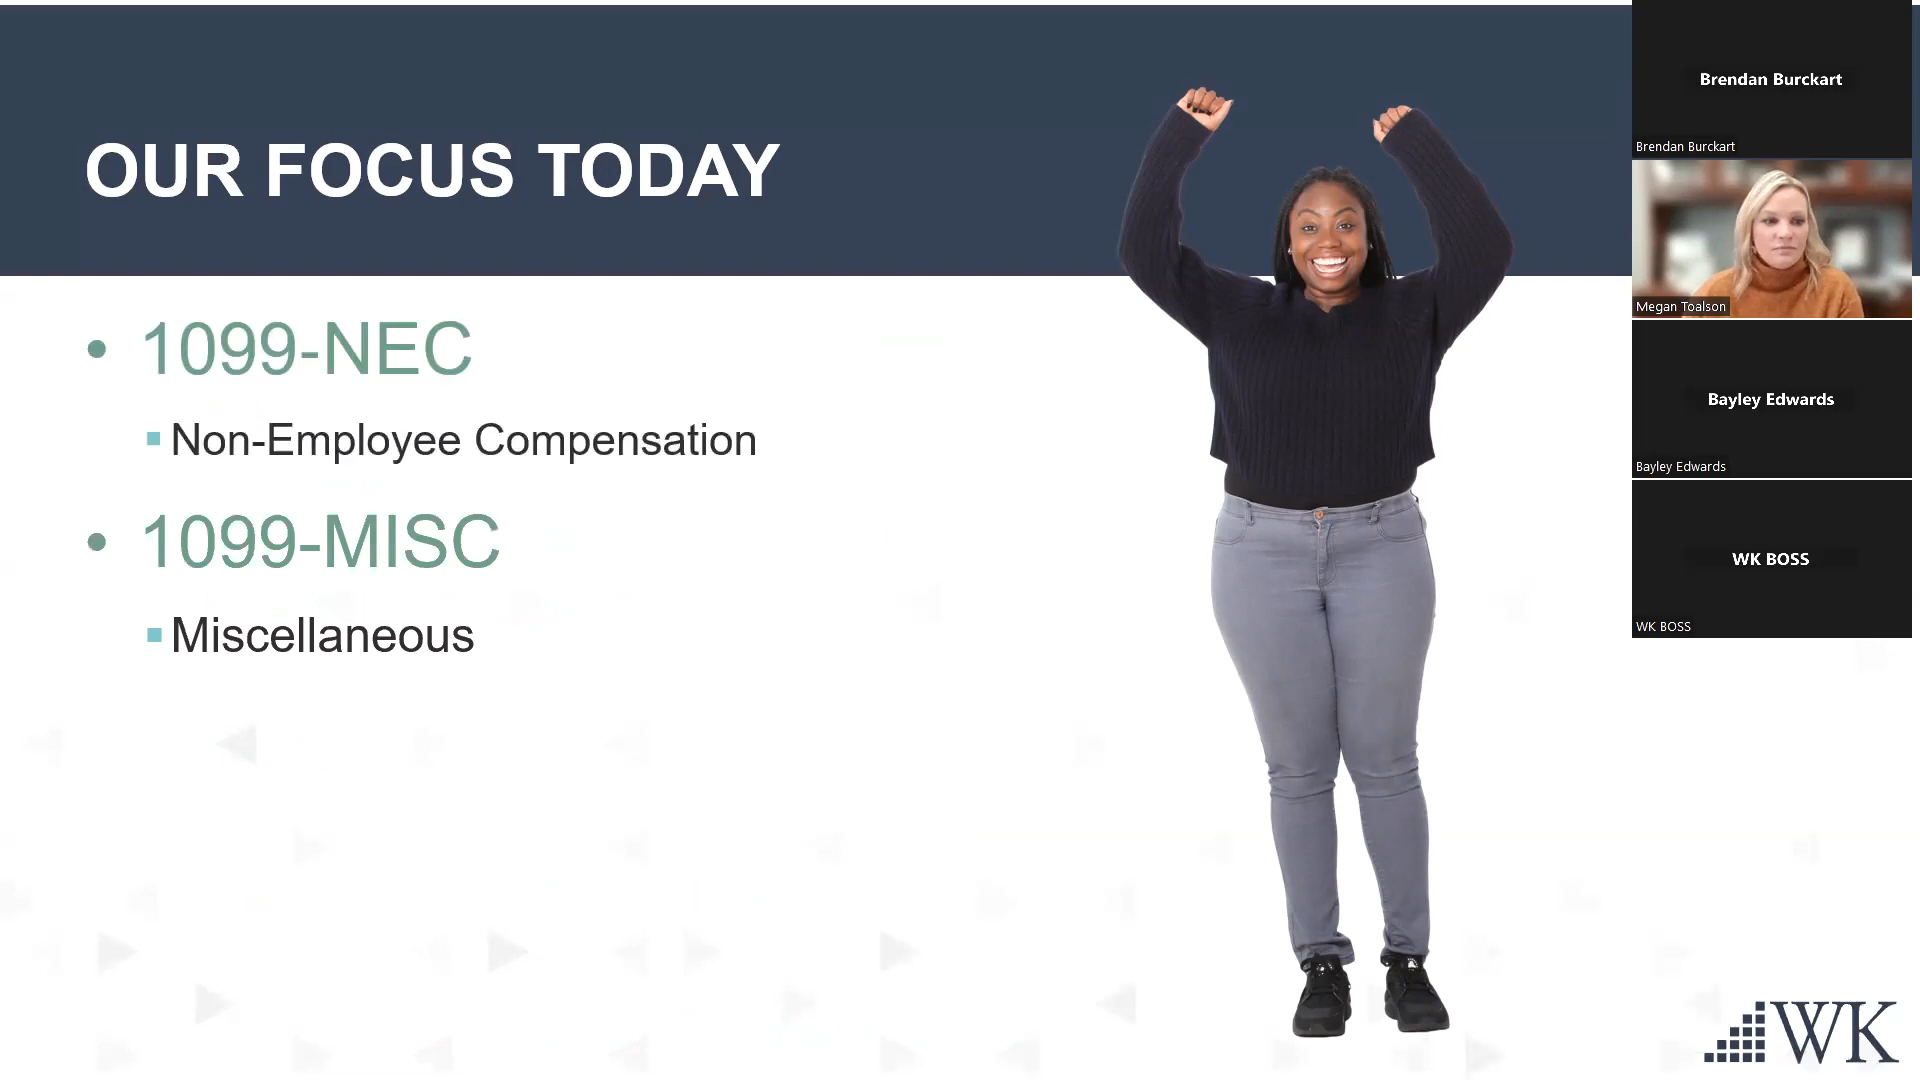 OUR FOCUS TODAY
• 1099-NEC
▪ Non-Employee Compensation
• 1099-MISC
▪ Miscellaneous
Brendan Burckart
Brendan Burckart
Megan Toalson
Bayley Edwards
Bayley Edwards
WK BOSS
WK BOSS
WK